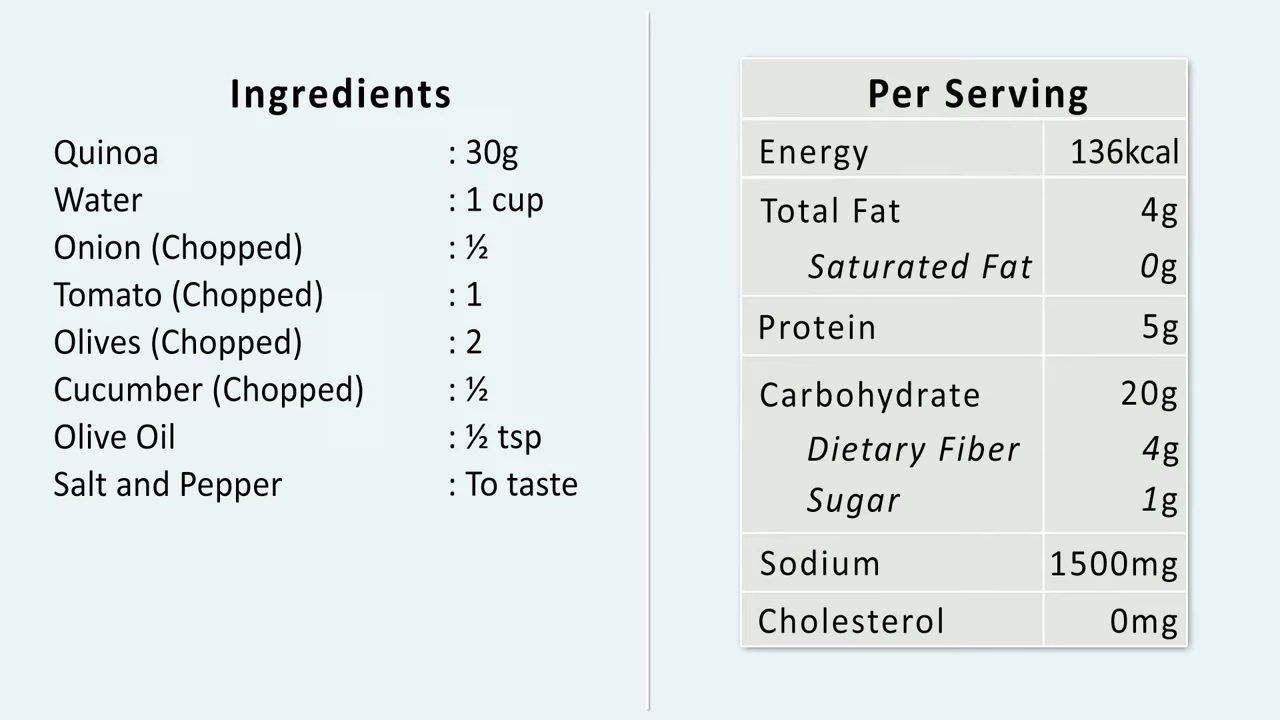 Ingredients
Quinoa : 30g
Water : 1 cup
Onion (Chopped) : ½
Tomato (Chopped) : 1
Olives (Chopped) : 2
Cucumber (Chopped) : ½
Olive Oil : ½ tsp
Salt and Pepper : To taste
Per Serving
Energy 136kcal
Total Fat 4g
Saturated Fat 0g
Protein 5g
Carbohydrate 20g
Dietary Fiber 4g
Sugar 1g
Sodium 1500mg
Cholesterol 0mg